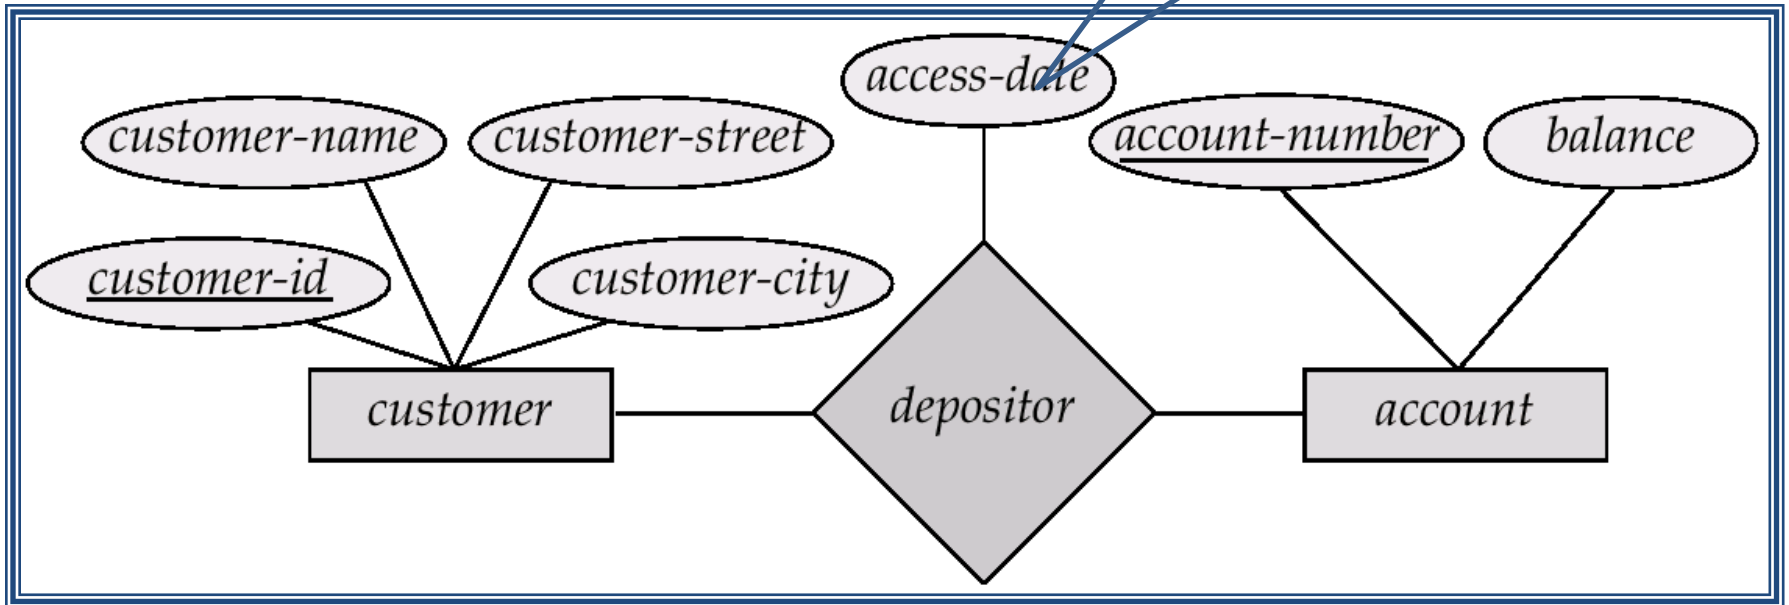 access-date
customer-name
customer-street
account-number
balance
customer-id
customer-city
customer
depositor
account